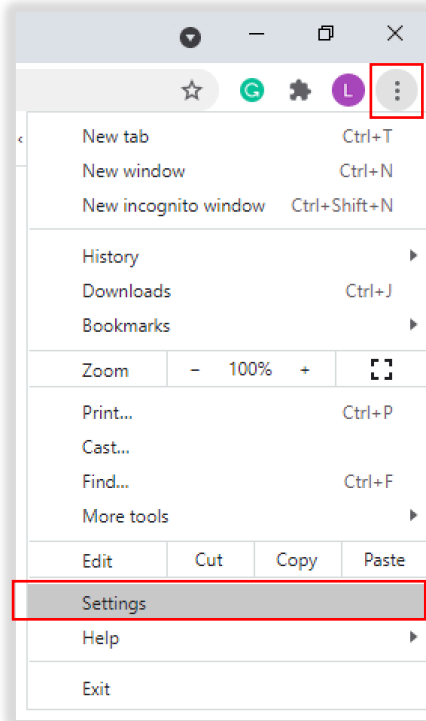 G L
New tab Ctrl+T
New window Ctrl+N
New incognito window Ctrl+Shift+N
History
Downloads Ctrl+J
Bookmarks
Zoom - 100% +
Print... Ctrl+P
Cast...
Find... Ctrl+F
More tools
Edit Cut Copy Paste
Settings
Help
Exit